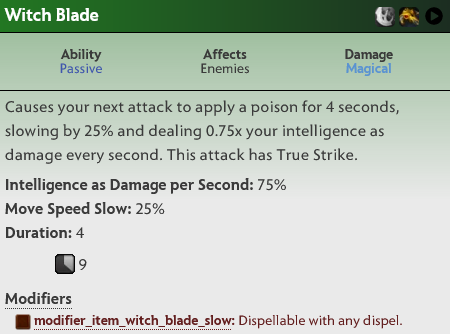 Witch Blade
Ability Affects Damage
Passive Enemies Magical
Causes your next attack to apply a poison for 4 seconds,
slowing by 25% and dealing 0.75x your intelligence as
damage every second. This attack has True Strike.
Intelligence as Damage per Second: 75%
Move Speed Slow: 25%
Duration: 4
9
Modifiers
modifier_item_witch_blade_slow: Dispellable with any dispel.